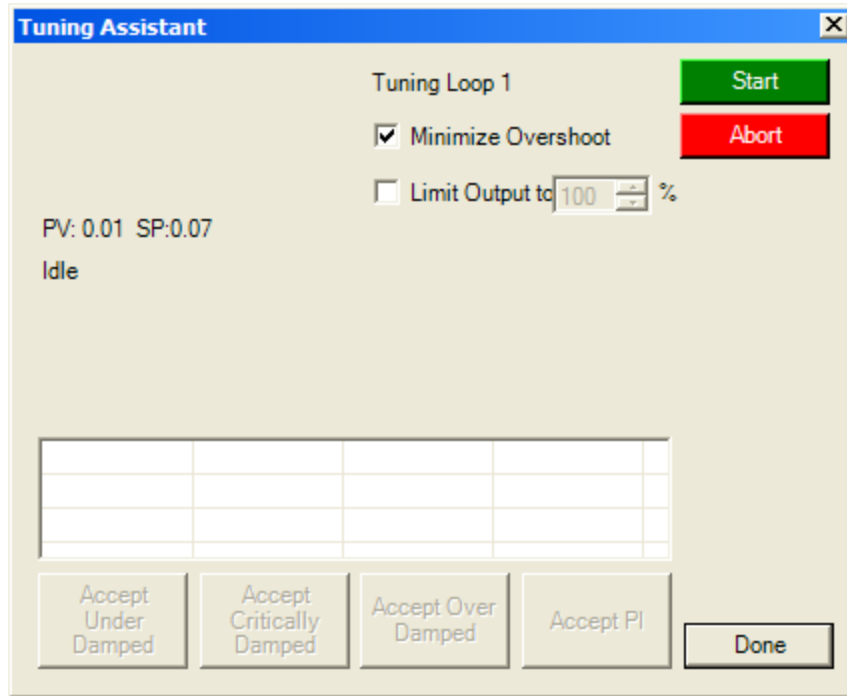 Tuning Assistant
Tuning Loop 1
Start
Minimize Overshoot
Abort
Limit Output to 100 %
PV: 0.01 SP:0.07
Idle
Accept
Under
Damped
Accept
Critically
Damped
Accept Over
Damped
Accept PI
Done